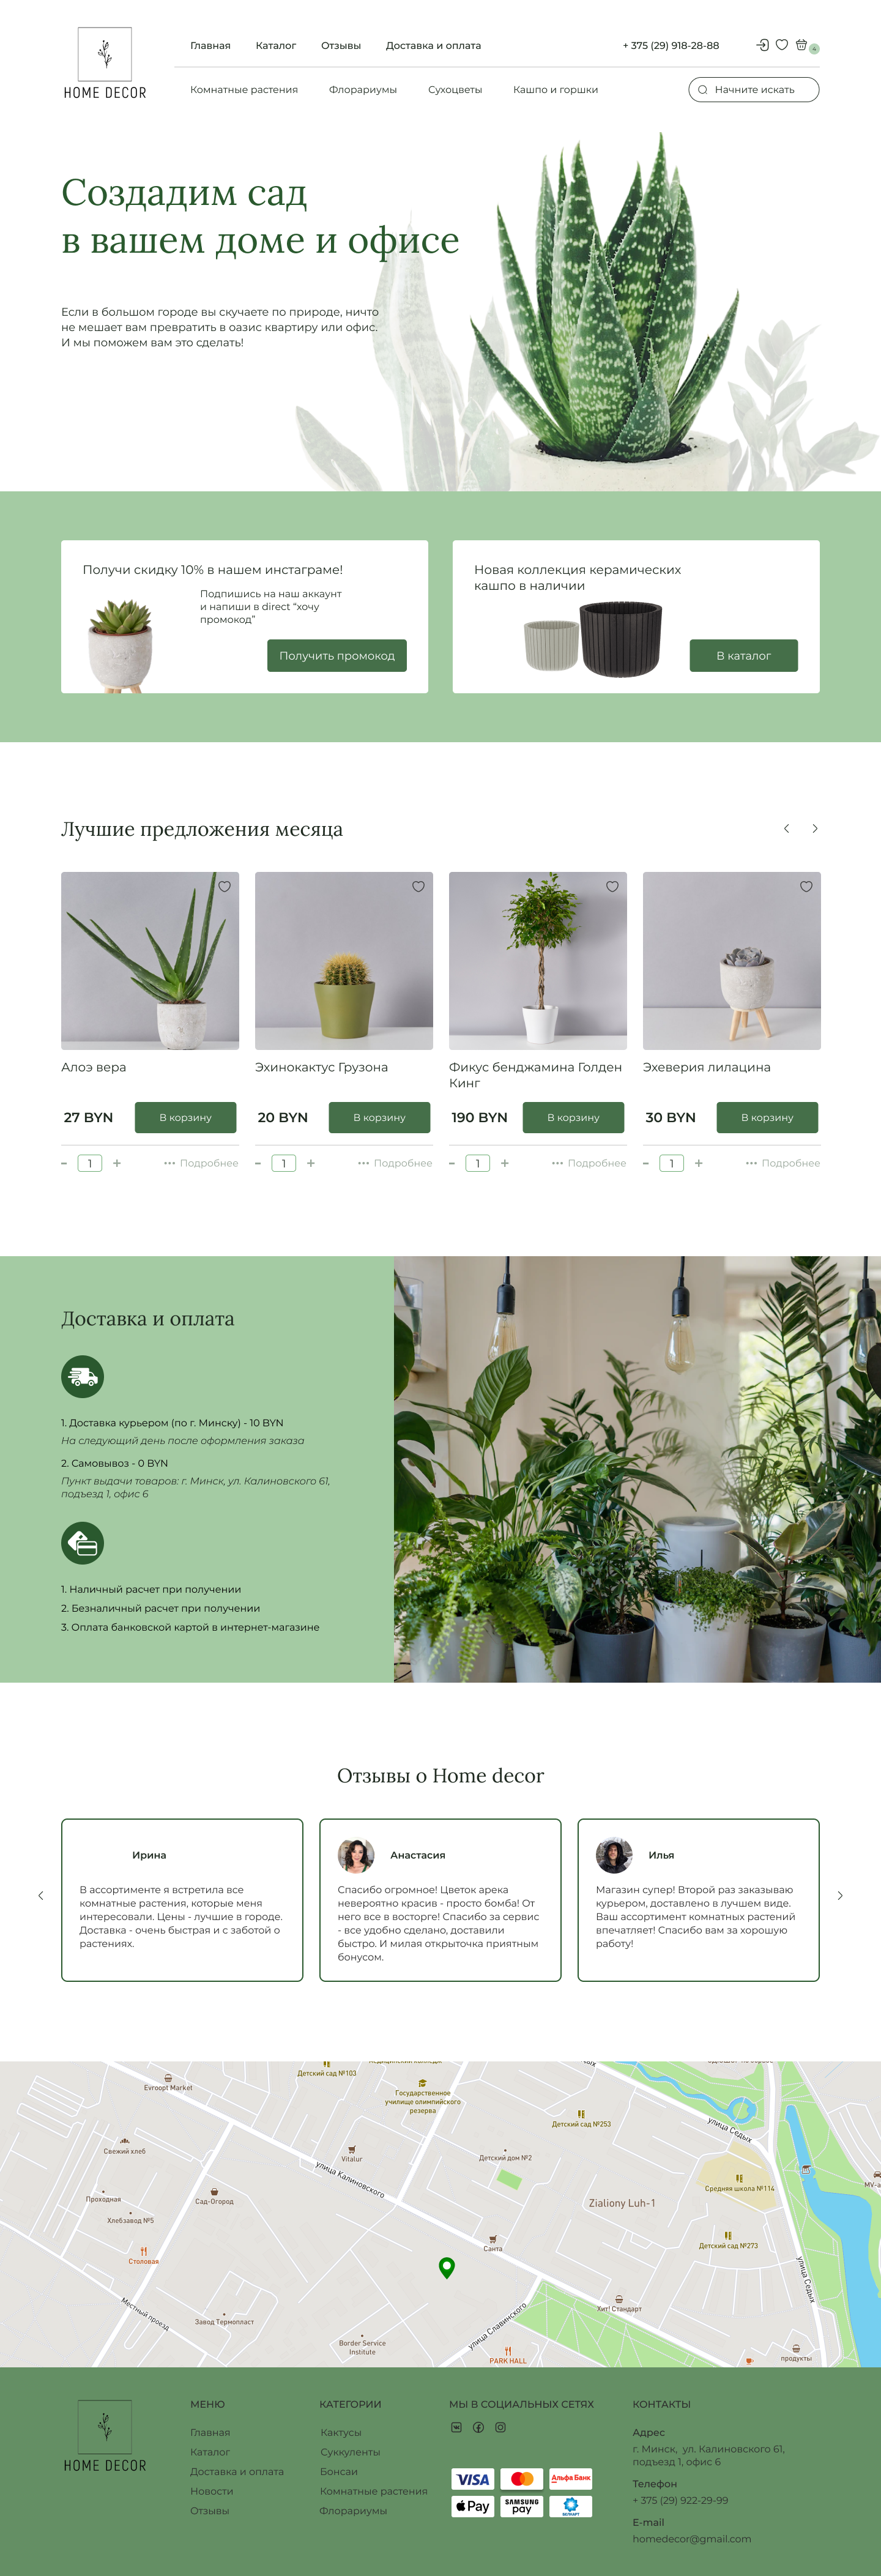 Главная Каталог Отзывы Доставка и оплата + 375 (29) 918-28-88
HOME DECOR
Комнатные растения Флорариумы Сухоцветы Кашпо и горшки Начните искать
Создадим сад
в вашем доме и офисе
Если в большом городе вы скучаете по природе, ничто
не мешает вам превратить в оазис квартиру или офис.
И мы поможем вам это сделать!
Получи скидку 10% в нашем инстаграме!
Подпишись на наш аккаунт
и напиши в direct “хочу
промокод”
Получить промокод
Новая коллекция керамических
кашпо в наличии
В каталог
Лучшие предложения месяца
Алоэ вера
27 BYN В корзину
- 1 + ••• Подробнее
Эхинокактус Грузона
20 BYN В корзину
- 1 + ••• Подробнее
Фикус бенджамина Голден
Кинг
190 BYN В корзину
- 1 + ••• Подробнее
Эхеверия лилацина
30 BYN В корзину
- 1 + ••• Подробнее
Доставка и оплата
1. Доставка курьером (по г. Минску) - 10 BYN
На следующий день после оформления заказа
2. Самовывоз - 0 BYN
Пункт выдачи товаров: г. Минск, ул. Калиновского 61,
подъезд 1, офис 6
1. Наличный расчет при получении
2. Безналичный расчет при получении
3. Оплата банковской картой в интернет-магазине
Отзывы о Home decor
Ирина
В ассортименте я встретила все
комнатные растения, которые меня
интересовали. Цены - лучшие в городе.
Доставка - очень быстрая и с заботой о
растениях.
Анастасия
Спасибо огромное! Цветок арека
невероятно красив - просто бомба! От
него все в восторге! Спасибо за сервис
- все удобно сделано, доставили
быстро. И милая открыточка приятным
бонусом.
Илья
Магазин супер! Второй раз заказываю
курьером, доставлено в лучшем виде.
Ваш ассортимент комнатных растений
впечатляет! Спасибо вам за хорошую
работу!
Детский сад №103
Evroopt Market
Государственное
училище олимпийского
резерва
Детский сад №253
улица Седых
Свежий хлеб
Vitalur
Детский дом №2
улица Калиновского
Средняя школа №114
MV-a
Проходная
Сад-Огород
Ziialiony Luh-1
Хлебзавод №5
Санта
Детский сад №273
Столовая
улица Седых
Местный проезд
Завод Термопласт
улица Славинского
Хит! Стандарт
Border Service
Institute
PARK HALL
продукты
HOME DECOR
МЕНЮ
Главная
Каталог
Доставка и оплата
Новости
Отзывы
КАТЕГОРИИ
Кактусы
Суккуленты
Бонсаи
Комнатные растения
Флорариумы
МЫ В СОЦИАЛЬНЫХ СЕТЯХ
VISA mastercard Альфа Банк
Pay SAMSUNG pay БЕЛКАРТ
КОНТАКТЫ
Адрес
г. Минск, ул. Калиновского 61,
подъезд 1, офис 6
Телефон
+ 375 (29) 922-29-99
E-mail
homedecor@gmail.com